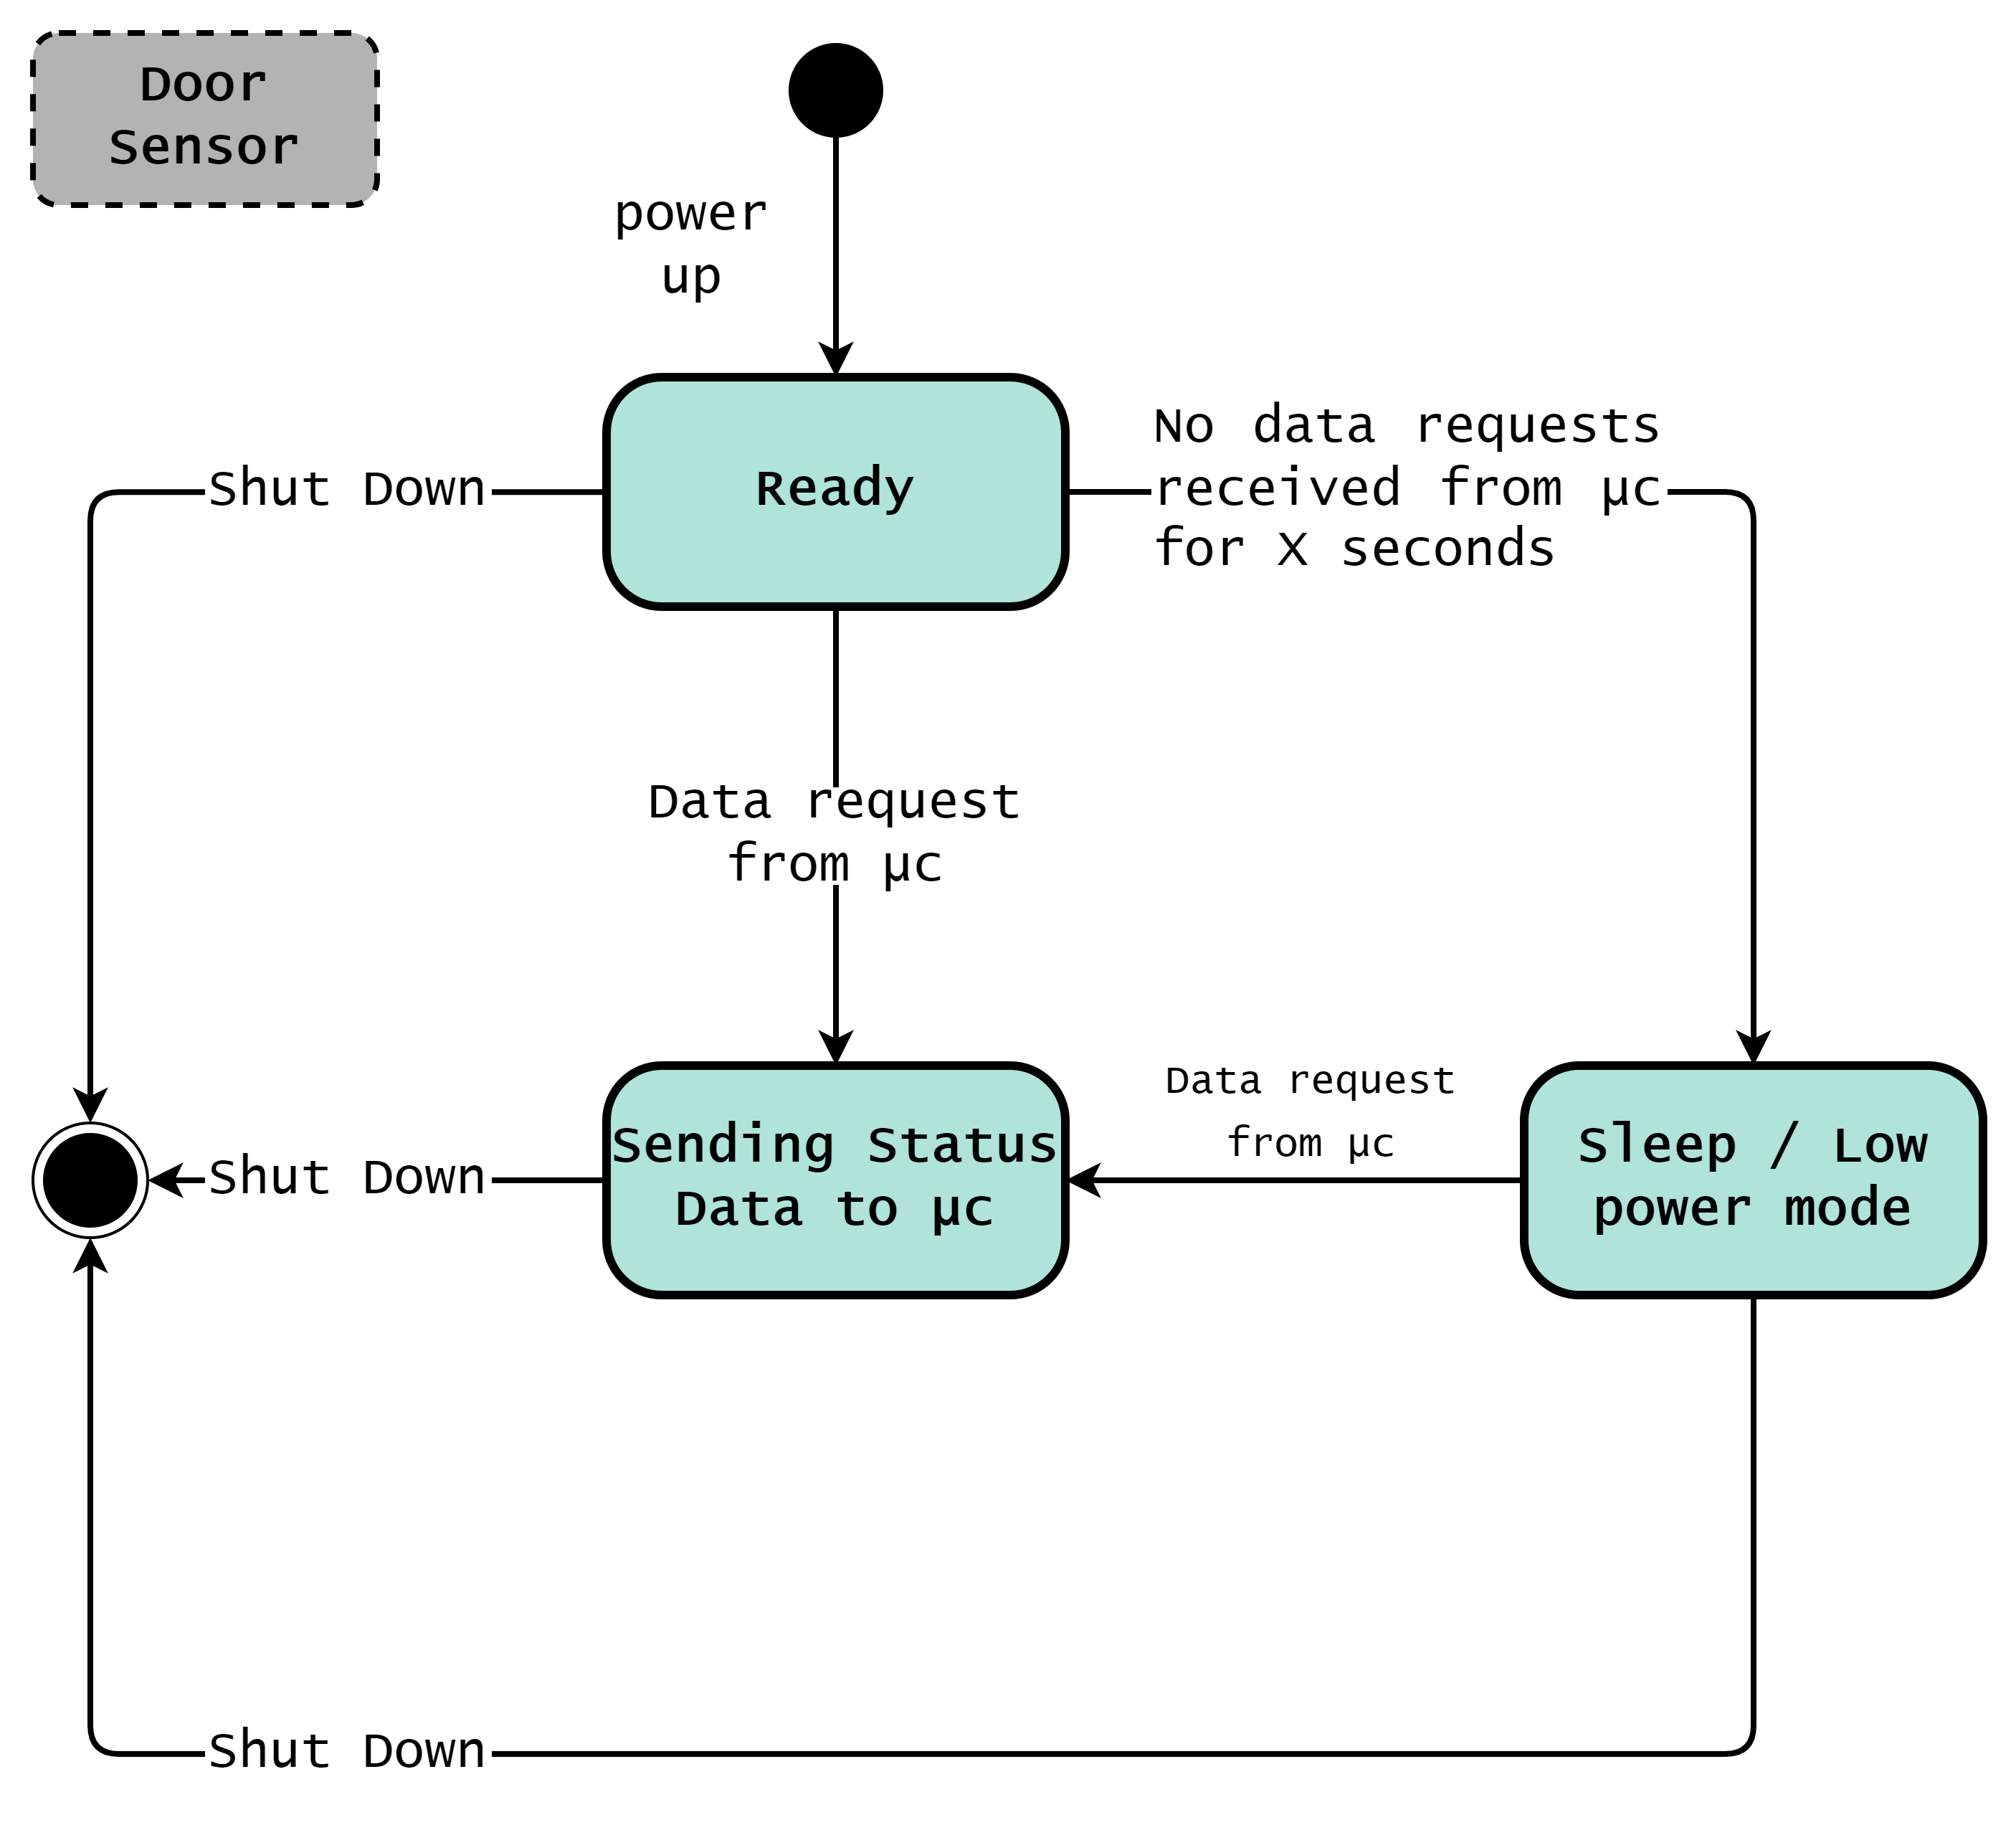 Door
Sensor
power
up
Shut Down
Ready
No data requests
received from µc
for X seconds
Data request
from µc
Shut Down
Sending Status
Data to µc
Data request
from µc
Sleep / Low
power mode
Shut Down